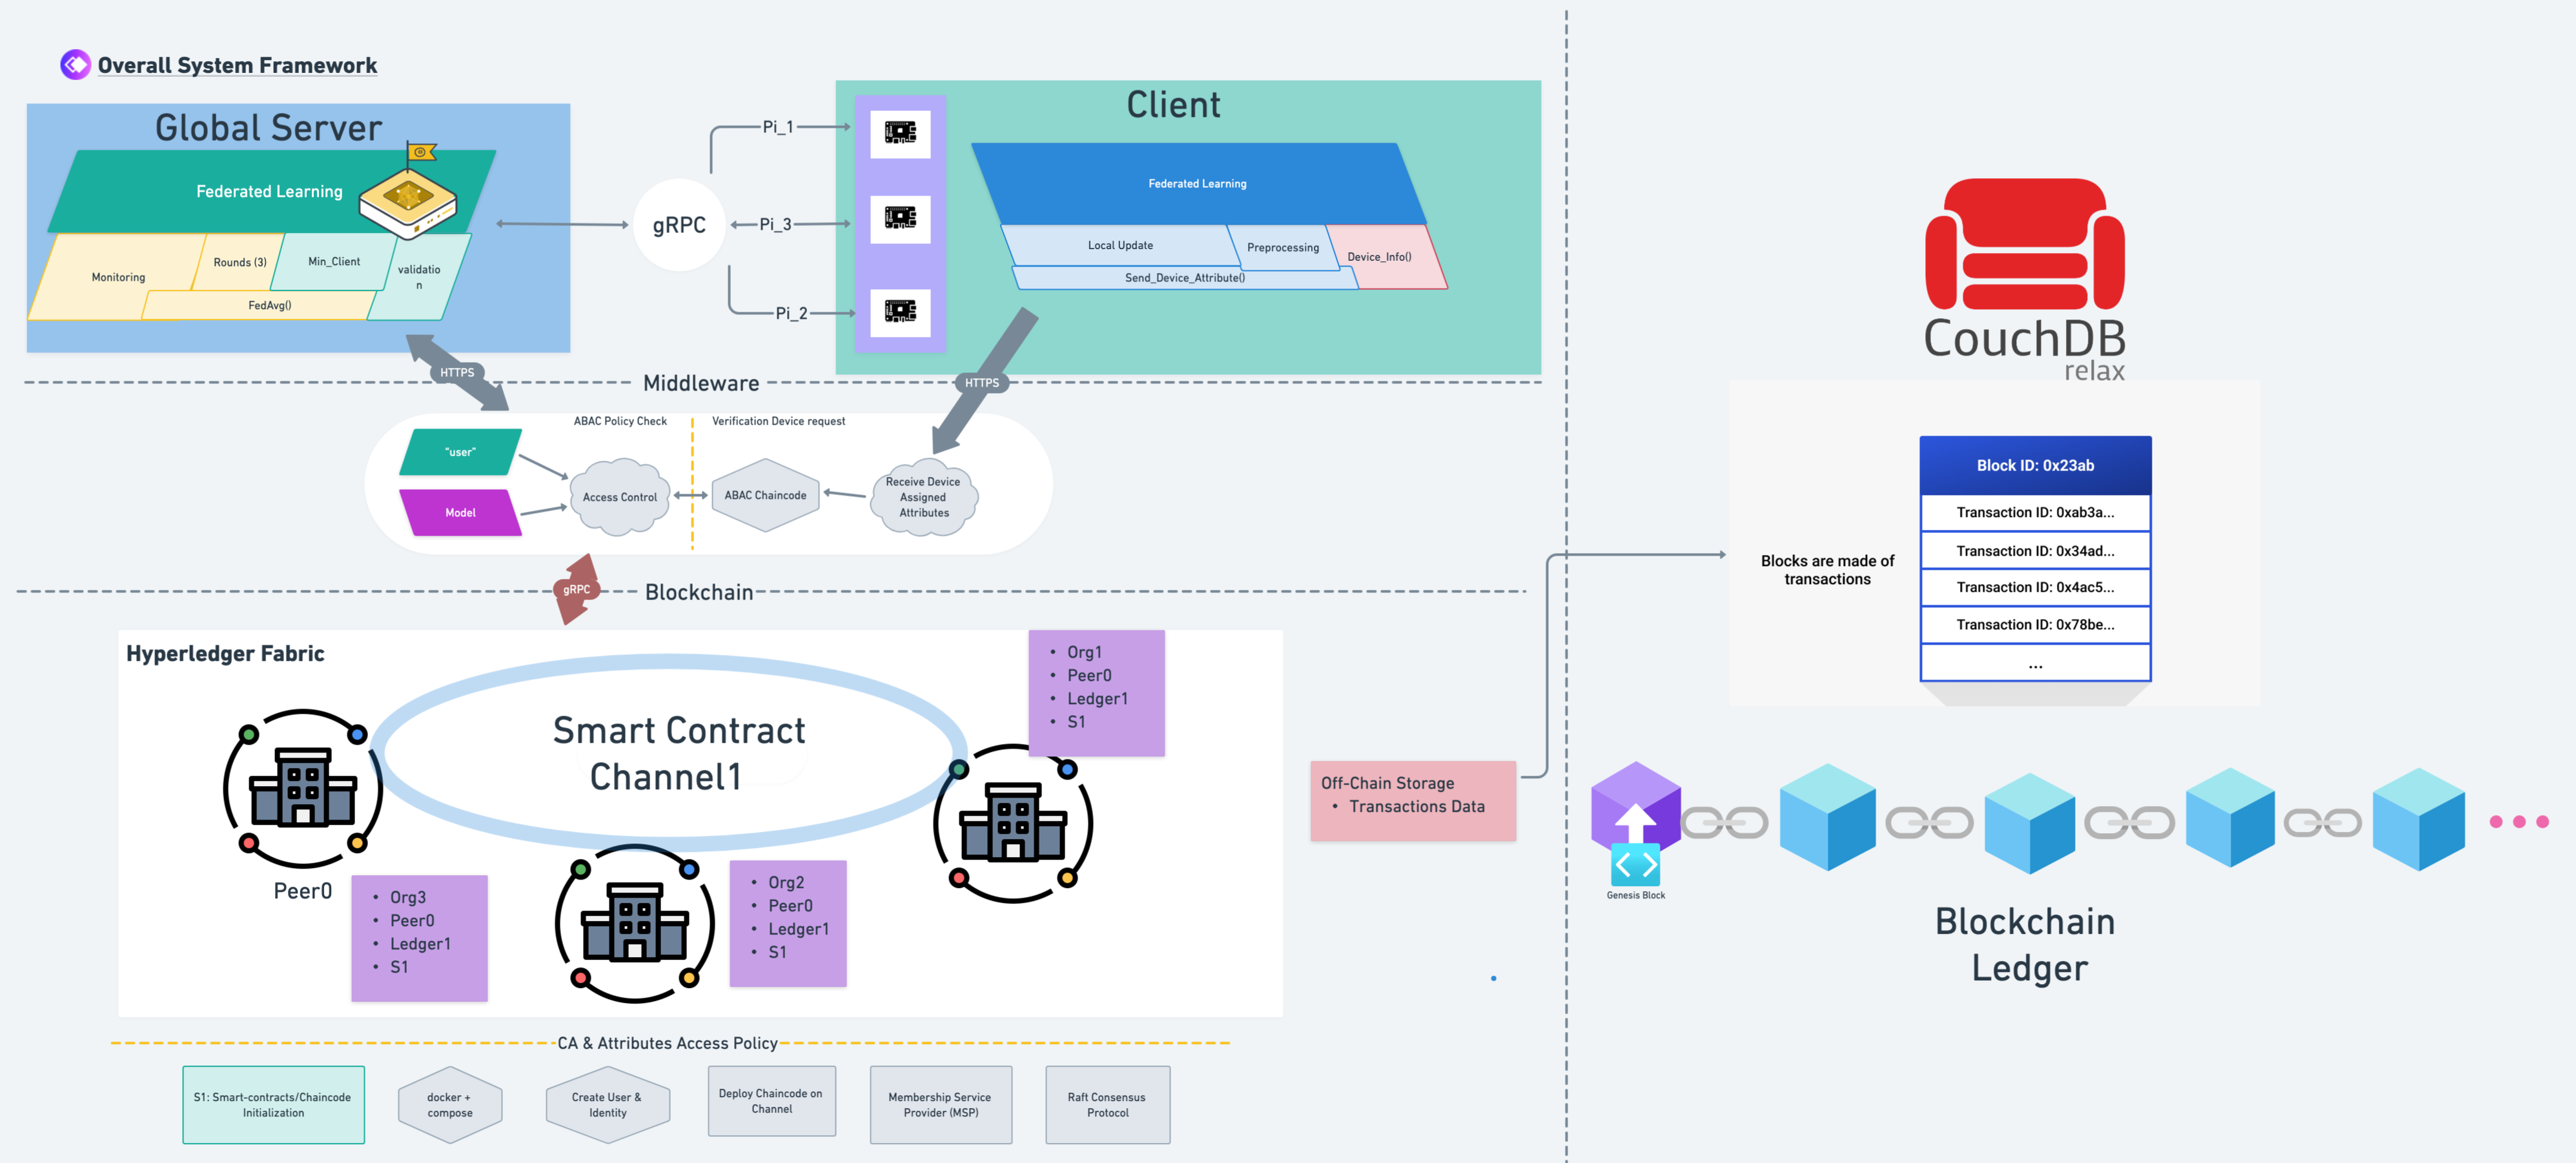 Overall System Framework
Global Server
Federated Learning
Monitoring
Rounds (3)
Min_Client
validatio
n
FedAvg()
gRPC
Pi_1
Pi_3
Pi_2
Client
Federated Learning
Local Update
Preprocessing
Device_Info()
Send_Device_Attribute()
HTTPS
Middleware
HTTPS
ABAC Policy Check
Verification Device request
"user"
Model
Access Control
ABAC Chaincode
Receive Device
Assigned
Attributes
gRPC
Blockchain
Hyperledger Fabric
Smart Contract
Channel1
• Org1
• Peer0
• Ledger1
• S1
Peer0
• Org3
• Peer0
• Ledger1
• S1
• Org2
• Peer0
• Ledger1
• S1
Off-Chain Storage
• Transactions Data
CA & Attributes Access Policy
S1: Smart-contracts/Chaincode
Initialization
docker +
compose
Create User &
Identity
Deploy Chaincode on
Channel
Membership Service
Provider (MSP)
Raft Consensus
Protocol
CouchDB
relax
Blocks are made of
transactions
Block ID: 0x23ab
Transaction ID: 0xab3a...
Transaction ID: 0x34ad...
Transaction ID: 0x4ac5...
Transaction ID: 0x78be...
...
Genesis Block
Blockchain
Ledger